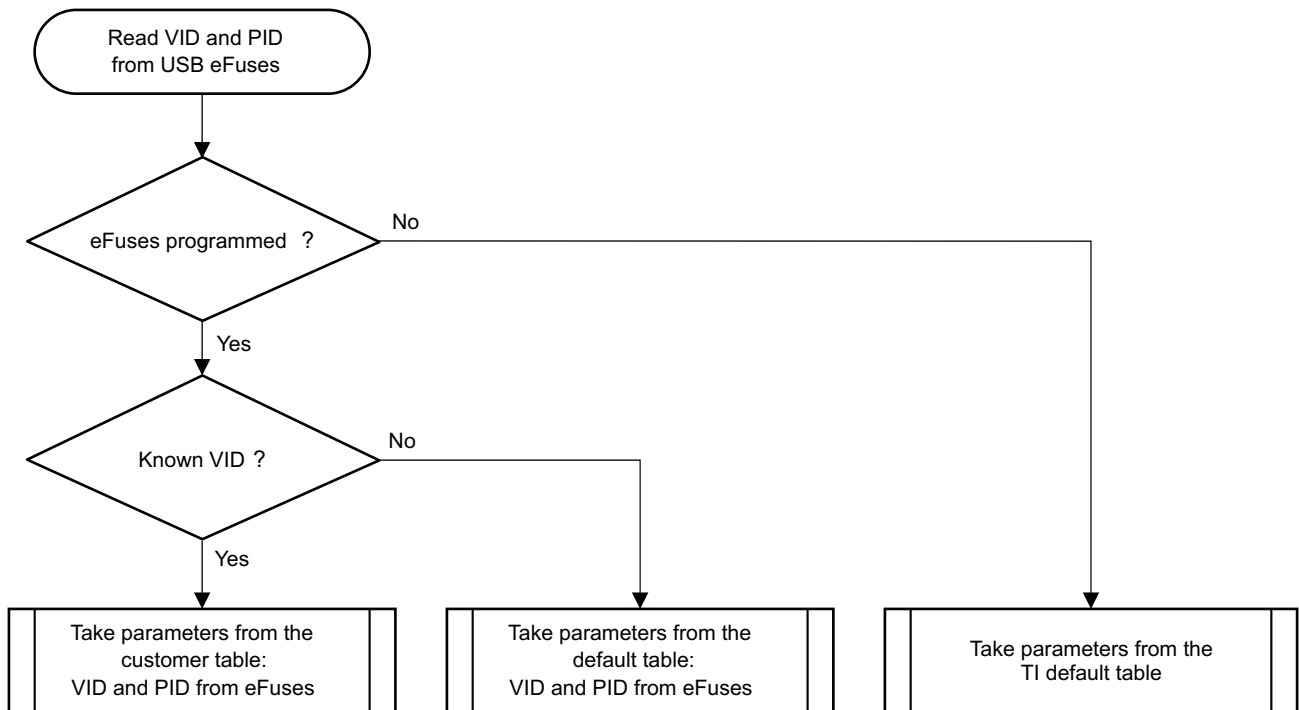 Read VID and PID
from USB eFuses
eFuses programmed ?
No
Yes
Known VID ?
No
Yes
Take parameters from the
customer table:
VID and PID from eFuses
Take parameters from the
default table:
VID and PID from eFuses
Take parameters from the
TI default table